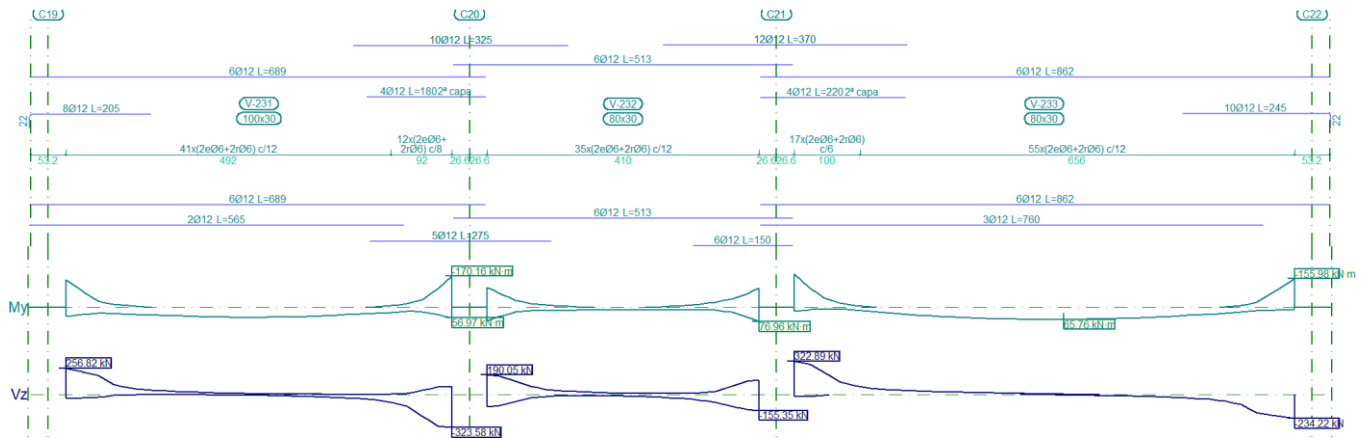 C19
C20
C21
C22
10Ø12 L=325
12Ø12 L=370
6Ø12 L=513
6Ø12 L=689
6Ø12 L=862
4Ø12 L=1802ª capa
4Ø12 L=2202ª capa
V-231
V-232
V-233
8Ø12 L=205
10Ø12 L=245
100x30
80x30
80x30
22
22
12x(2eØ6+
2rØ6) c/8
17x(2eØ6+2rØ6)
c/6
41x(2eØ6+2rØ6) c/12
35x(2eØ6+2rØ6) c/12
55x(2eØ6+2rØ6) c/12
53.2
492
92
26.626.6
410
26.626.6
100
656
53.2
6Ø12 L=689
6Ø12 L=862
6Ø12 L=513
2Ø12 L=565
3Ø12 L=760
5Ø12 L=275
6Ø12 L=150
-170.16 kN·m
-155.98 kN·m
My
56.97 kN·m
76.96 kN·m
65.76 kN·m
256.82 kN
322.89 kN
190.05 kN
Vz
-155.35 kN
-323.58 kN
-234.22 kN